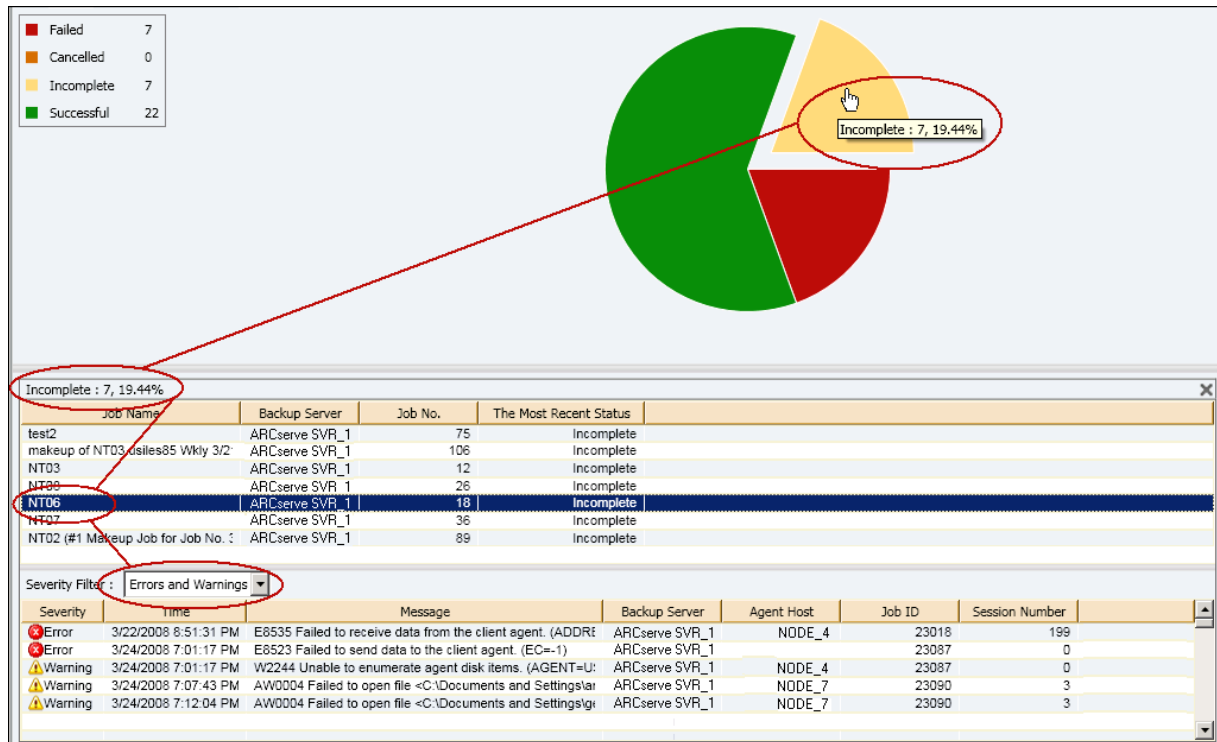 Failed 7
Cancelled 0
Incomplete 7
Successful 22
Incomplete : 7, 19.44%
Incomplete : 7, 19.44%
Job Name Backup Server Job No. The Most Recent Status
test2 ARCserve SVR_1 75 Incomplete
makeup of NT03 usiles85 Wkly 3/2 ARCserve SVR_1 106 Incomplete
NT03 ARCserve SVR_1 12 Incomplete
ARCserve SVR_1 26 Incomplete
NT06 ARCserve SVR_1 18 Incomplete
NT07 ARCserve SVR_1 36 Incomplete
NT02 (#1 Makeup Job for Job No. ARCserve SVR_1 89 Incomplete
Severity Filter : Errors and Warnings
Severity Time Message Backup Server Agent Host Job ID Session Number
Error 3/22/2008 8:51:31 PM E8535 Failed to receive data from the client agent. (ADDRE ARCserve SVR_1 NODE_4 23018 199
Error 3/24/2008 7:01:17 PM E8523 Failed to send data to the client agent. (EC=-1) ARCserve SVR_1 23087 0
Warning 3/24/2008 7:01:17 PM W2244 Unable to enumerate agent disk items. (AGENT=U ARCserve SVR_1 NODE_4 23087 0
Warning 3/24/2008 7:07:43 PM AW0004 Failed to open file <C:\Documents and Settings\ar ARCserve SVR_1 NODE_7 23090 3
Warning 3/24/2008 7:12:04 PM AW0004 Failed to open file <C:\Documents and Settings\ge ARCserve SVR_1 NODE_7 23090 3